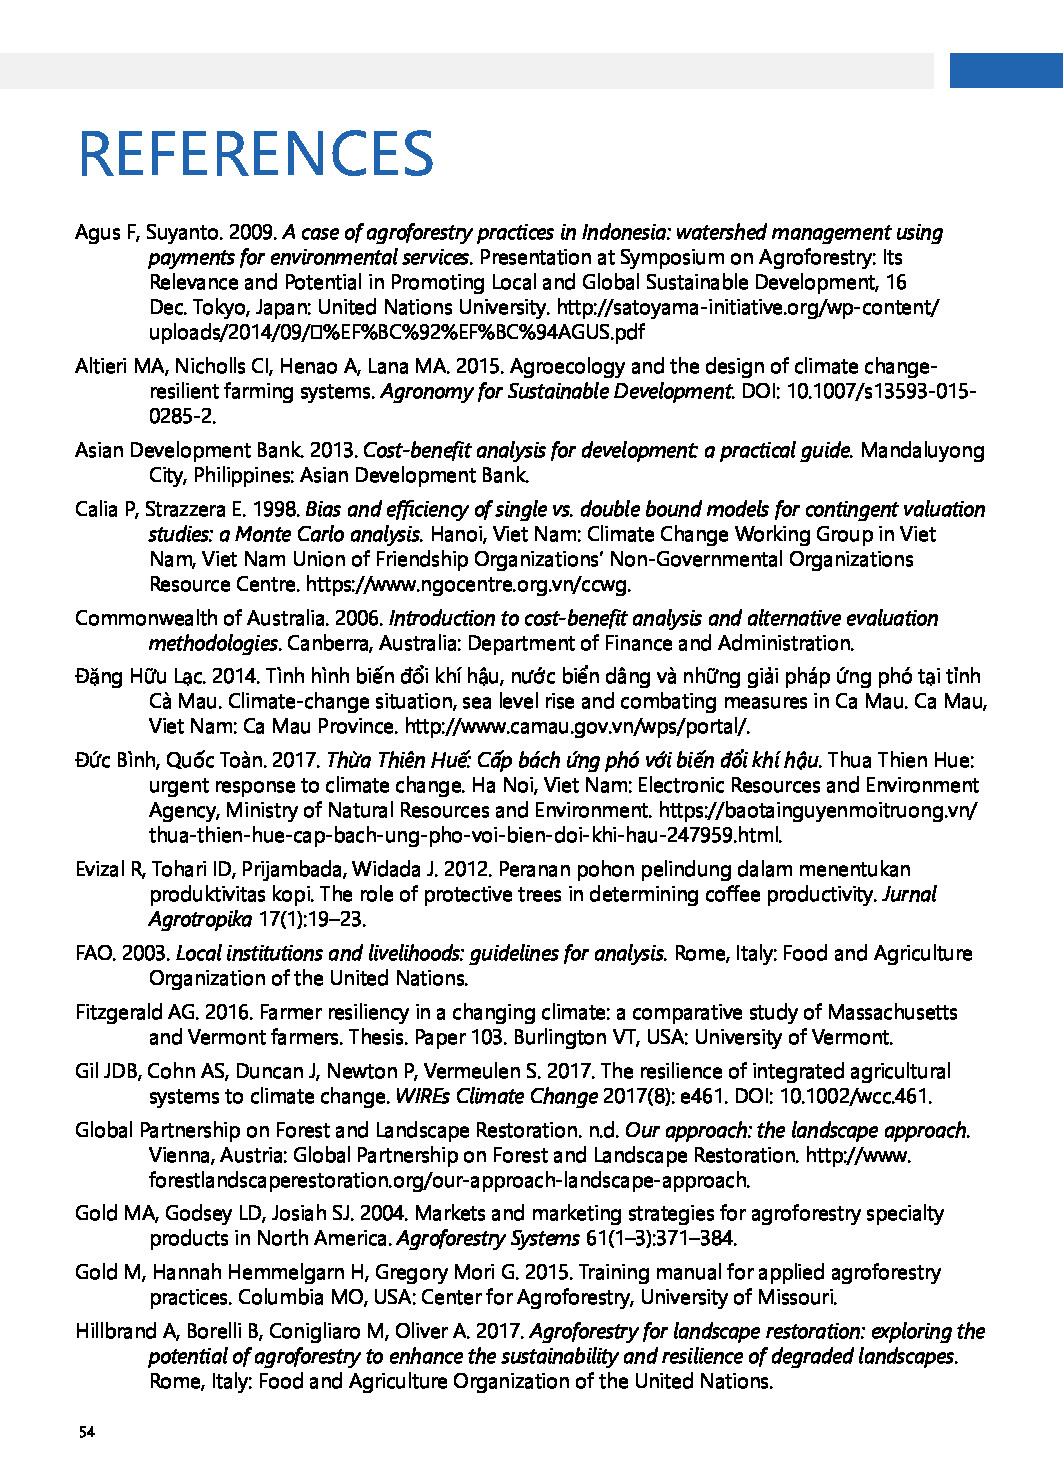 REFERENCES
Agus F, Suyanto. 2009. A case of agroforestry practices in Indonesia: watershed management using
payments for environmental services. Presentation at Symposium on Agroforestry: Its
Relevance and Potential in Promoting Local and Global Sustainable Development, 16
Dec. Tokyo, Japan: United Nations University. http://satoyama-initiative.org/wp-content/
uploads/2014/09/□%EF%BC%92%EF%BC%94AGUS.pdf
Altieri MA, Nicholls CI, Henao A, Lana MA. 2015. Agroecology and the design of climate change-
resilient farming systems. Agronomy for Sustainable Development. DOI: 10.1007/s13593-015-
0285-2.
Asian Development Bank. 2013. Cost-benefit analysis for development: a practical guide. Mandaluyong
City, Philippines: Asian Development Bank.
Calia P, Strazzera E. 1998. Bias and efficiency of single vs. double bound models for contingent valuation
studies: a Monte Carlo analysis. Hanoi, Viet Nam: Climate Change Working Group in Viet
Nam, Viet Nam Union of Friendship Organizations’ Non-Governmental Organizations
Resource Centre. https://www.ngocentre.org.vn/ccwg.
Commonwealth of Australia. 2006. Introduction to cost-benefit analysis and alternative evaluation
methodologies. Canberra, Australia: Department of Finance and Administration.
Đặng Hữu Lạc. 2014. Tình hình biến đổi khí hậu, nước biển dâng và những giải pháp ứng phó tại tỉnh
Cà Mau. Climate-change situation, sea level rise and combating measures in Ca Mau. Ca Mau,
Viet Nam: Ca Mau Province. http://www.camau.gov.vn/wps/portal/.
Đức Bình, Quốc Toàn. 2017. Thừa Thiên Huế: Cấp bách ứng phó với biến đổi khí hậu. Thua Thien Hue:
urgent response to climate change. Ha Noi, Viet Nam: Electronic Resources and Environment
Agency, Ministry of Natural Resources and Environment. https://baotainguyenmoitruong.vn/
thua-thien-hue-cap-bach-ung-pho-voi-bien-doi-khi-hau-247959.html.
Evizal R, Tohari ID, Prijambada, Widada J. 2012. Peranan pohon pelindung dalam menentukan
produktivitas kopi. The role of protective trees in determining coffee productivity. Jurnal
Agrotropika 17(1):19–23.
FAO. 2003. Local institutions and livelihoods: guidelines for analysis. Rome, Italy: Food and Agriculture
Organization of the United Nations.
Fitzgerald AG. 2016. Farmer resiliency in a changing climate: a comparative study of Massachusetts
and Vermont farmers. Thesis. Paper 103. Burlington VT, USA: University of Vermont.
Gil JDB, Cohn AS, Duncan J, Newton P, Vermeulen S. 2017. The resilience of integrated agricultural
systems to climate change. WIREs Climate Change 2017(8): e461. DOI: 10.1002/wcc.461.
Global Partnership on Forest and Landscape Restoration. n.d. Our approach: the landscape approach.
Vienna, Austria: Global Partnership on Forest and Landscape Restoration. http://www.
forestlandscaperestoration.org/our-approach-landscape-approach.
Gold MA, Godsey LD, Josiah SJ. 2004. Markets and marketing strategies for agroforestry specialty
products in North America. Agroforestry Systems 61(1–3):371–384.
Gold M, Hannah Hemmelgarn H, Gregory Mori G. 2015. Training manual for applied agroforestry
practices. Columbia MO, USA: Center for Agroforestry, University of Missouri.
Hillbrand A, Borelli B, Conigliaro M, Oliver A. 2017. Agroforestry for landscape restoration: exploring the
potential of agroforestry to enhance the sustainability and resilience of degraded landscapes.
Rome, Italy: Food and Agriculture Organization of the United Nations.
54